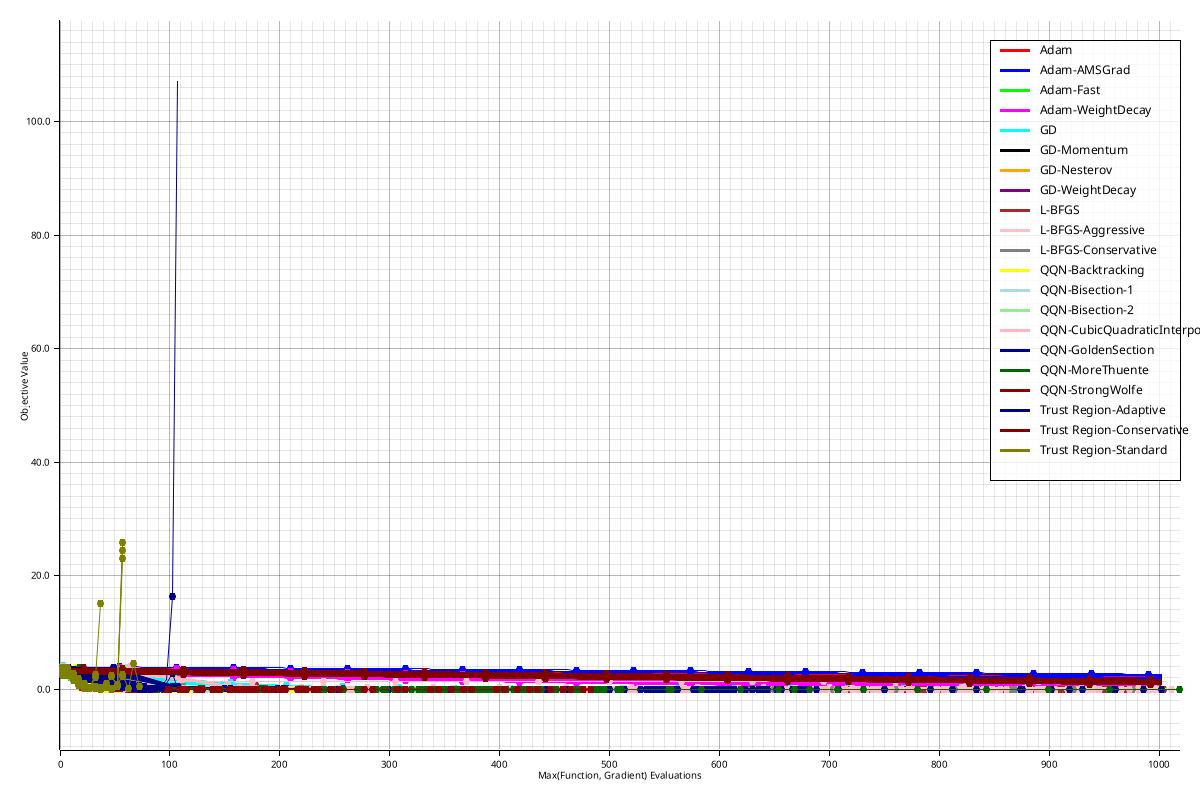 Adam
Adam-AMSGrad
Adam-Fast
Adam-WeightDecay
GD
GD-Momentum
GD-Nesterov
GD-WeightDecay
L-BFGS
L-BFGS-Aggressive
L-BFGS-Conservative
QQN-Backtracking
QQN-Bisection-1
QQN-Bisection-2
QQN-CubicQuadraticInterpo
QQN-GoldenSection
QQN-MoreThuente
QQN-StrongWolfe
Trust Region-Adaptive
Trust Region-Conservative
Trust Region-Standard
100.0
80.0
60.0
40.0
20.0
0.0
Objective Value
0 100 200 300 400 500 600 700 800 900 1000
Max(Function, Gradient) Evaluations